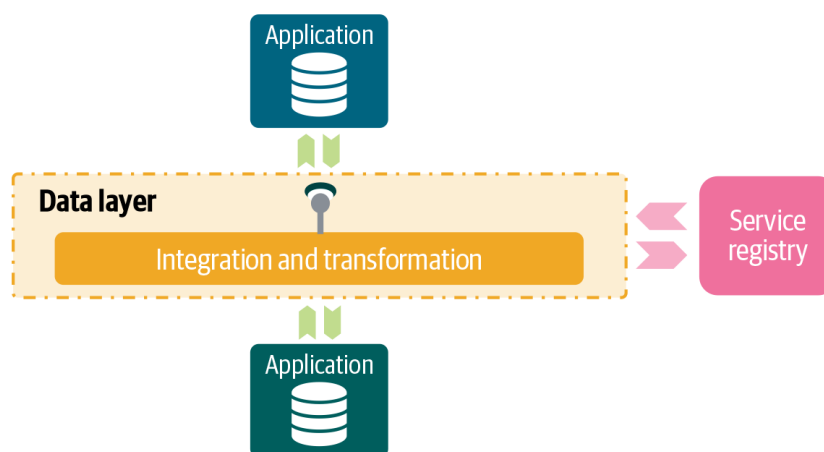 Application
Data layer
Integration and transformation
Service
registry
Application